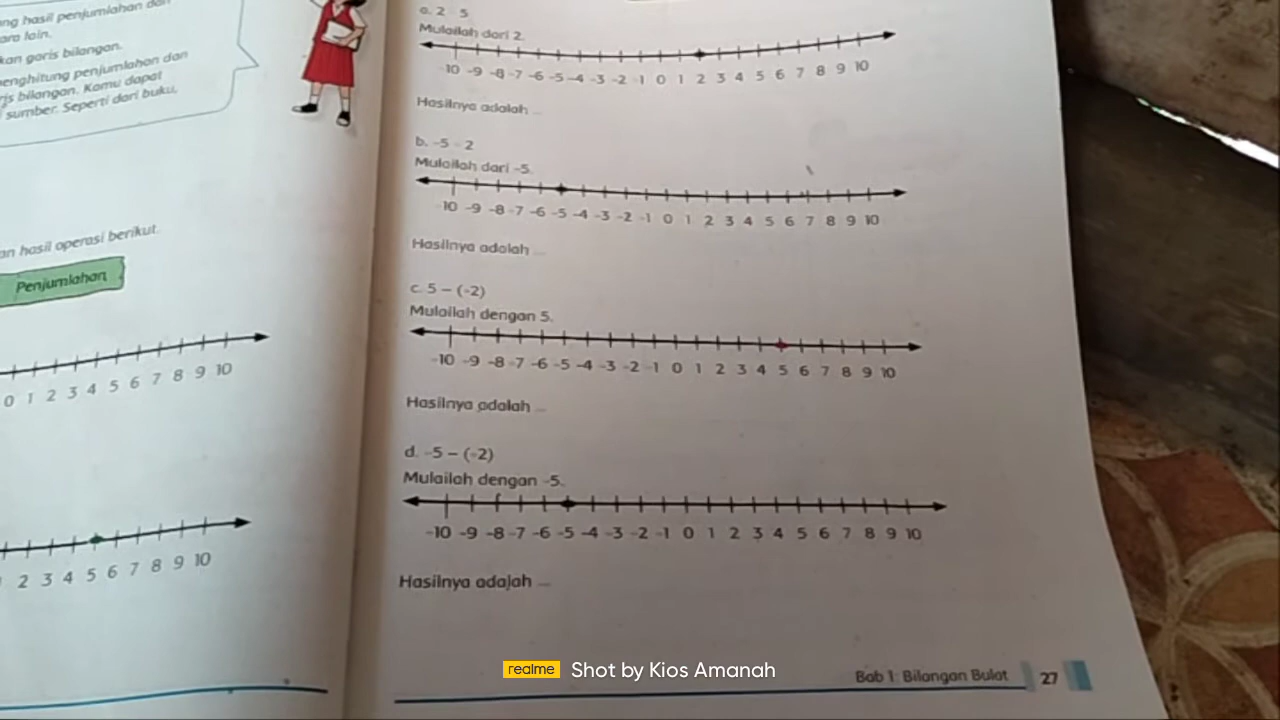 ng hasil penjumlahan dan
ara lain.
kan garis bilangan.
enghitung penjumlahan dan
ris bilangan. Kamu dapat
sumber. Seperti dari buku,
an hasil operasi berikut.
Penjumlahan
0 1 2 3 4 5 6 7 8 9 10
2 3 4 5 6 7 8 9 10
a. 2 - 5
Mulailah dari 2.
-10 -9 -8 -7 -6 -5 -4 -3 -2 -1 0 1 2 3 4 5 6 7 8 9 10
Hasilnya adalah ...
b. -5 - 2
Mulailah dari -5.
-10 -9 -8 -7 -6 -5 -4 -3 -2 -1 0 1 2 3 4 5 6 7 8 9 10
Hasilnya adalah ...
c. 5 – (-2)
Mulailah dengan 5.
-10 -9 -8 -7 -6 -5 -4 -3 -2 -1 0 1 2 3 4 5 6 7 8 9 10
Hasilnya adalah ...
d. -5 – (-2)
Mulailah dengan -5.
-10 -9 -8 -7 -6 -5 -4 -3 -2 -1 0 1 2 3 4 5 6 7 8 9 10
Hasilnya adalah ...
Bab 1: Bilangan Bulat 27
realme Shot by Kios Amanah